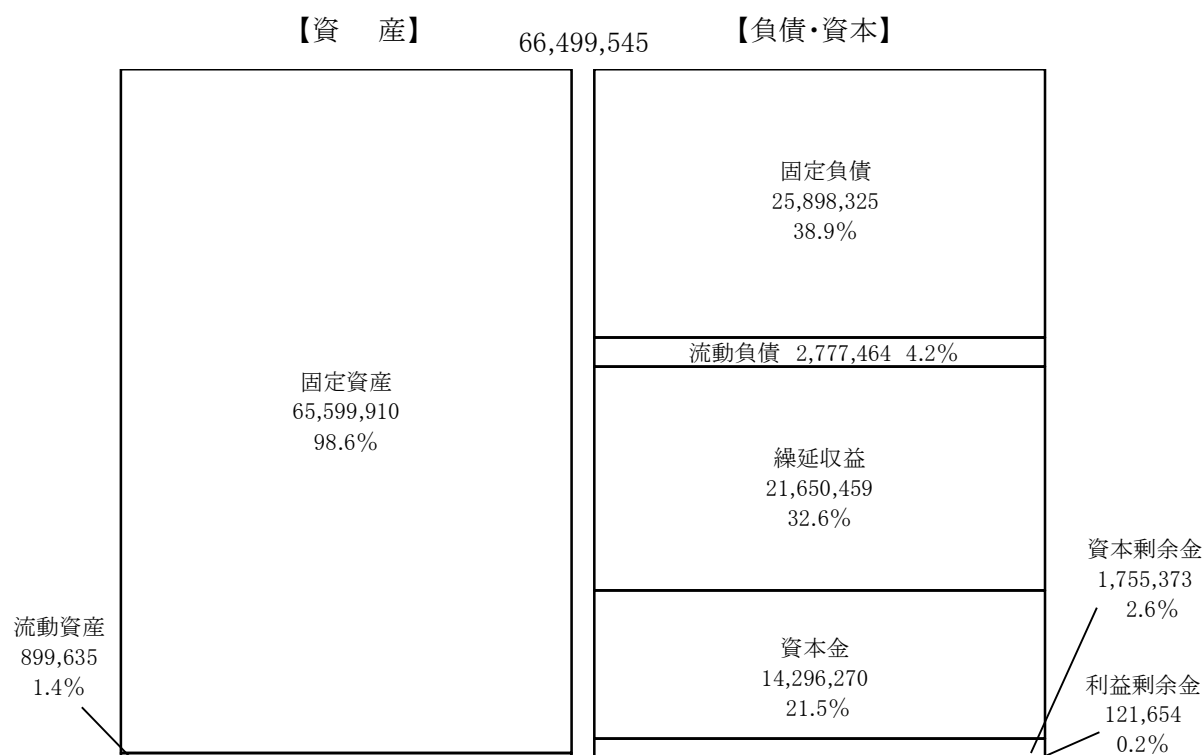 【資　産】
66,499,545
【負債・資本】
固定資産
65,599,910
98.6%
流動資産
899,635
1.4%
固定負債
25,898,325
38.9%
流動負債 2,777,464 4.2%
繰延収益
21,650,459
32.6%
資本金
14,296,270
21.5%
資本剰余金
1,755,373
2.6%
利益剰余金
121,654
0.2%